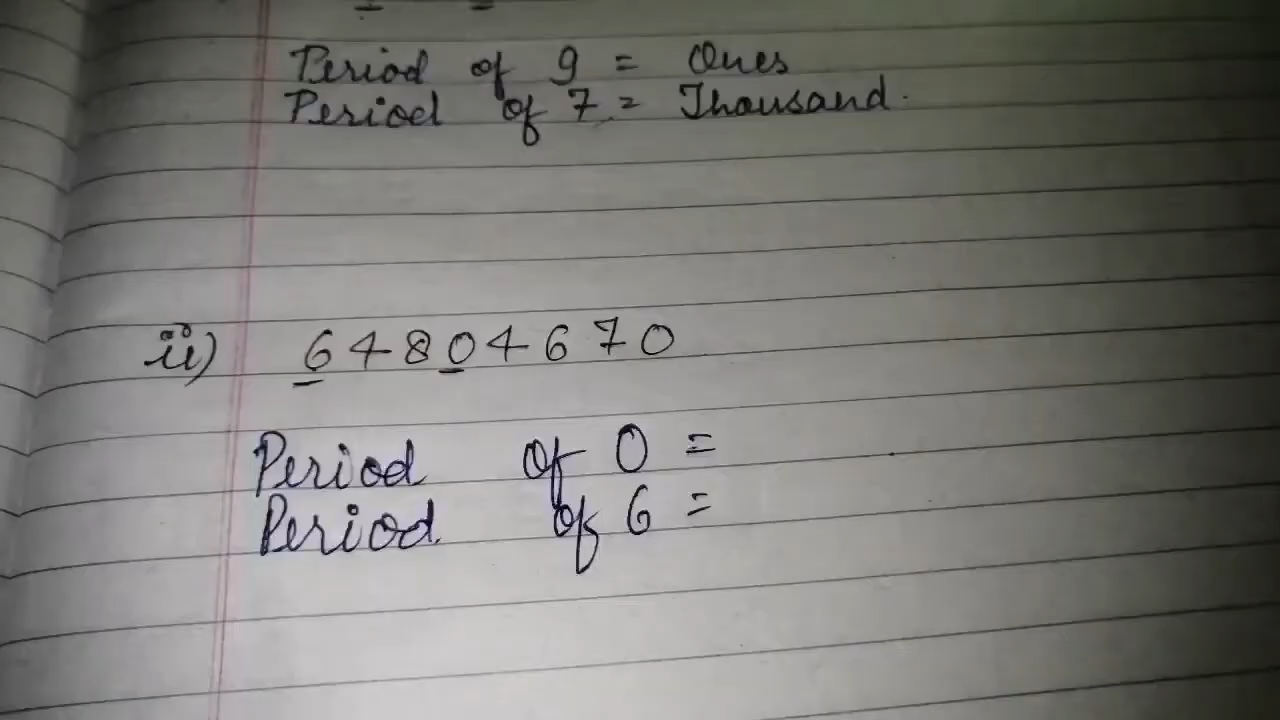 Period of 9 = Ones
Period of 7 = Thousand.
ii) 64804670
Period of 0 =
Period of 6 =